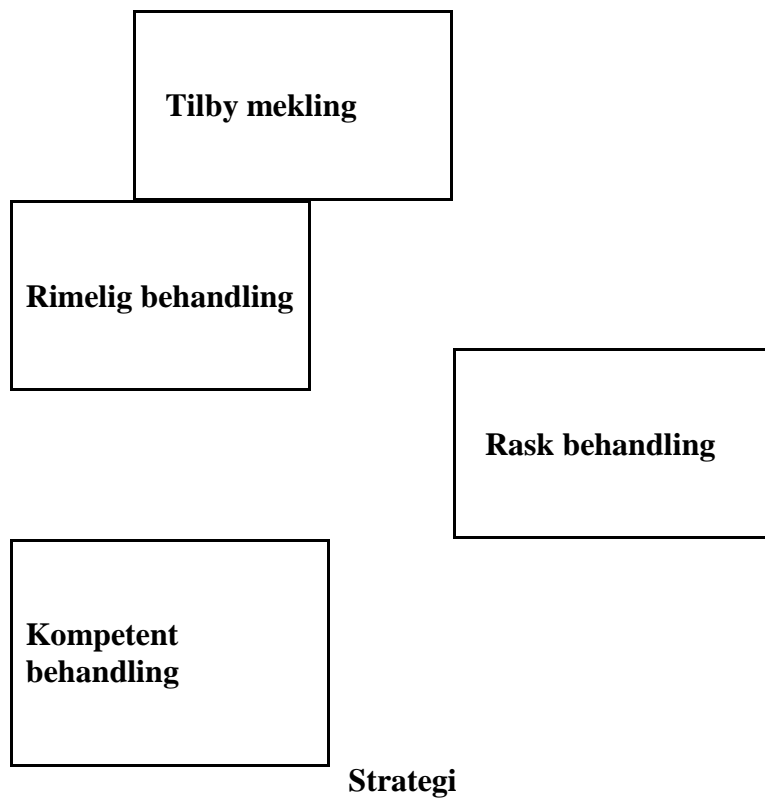 Tilby mekling
Rimelig behandling
Rask behandling
Kompetent
behandling
Strategi